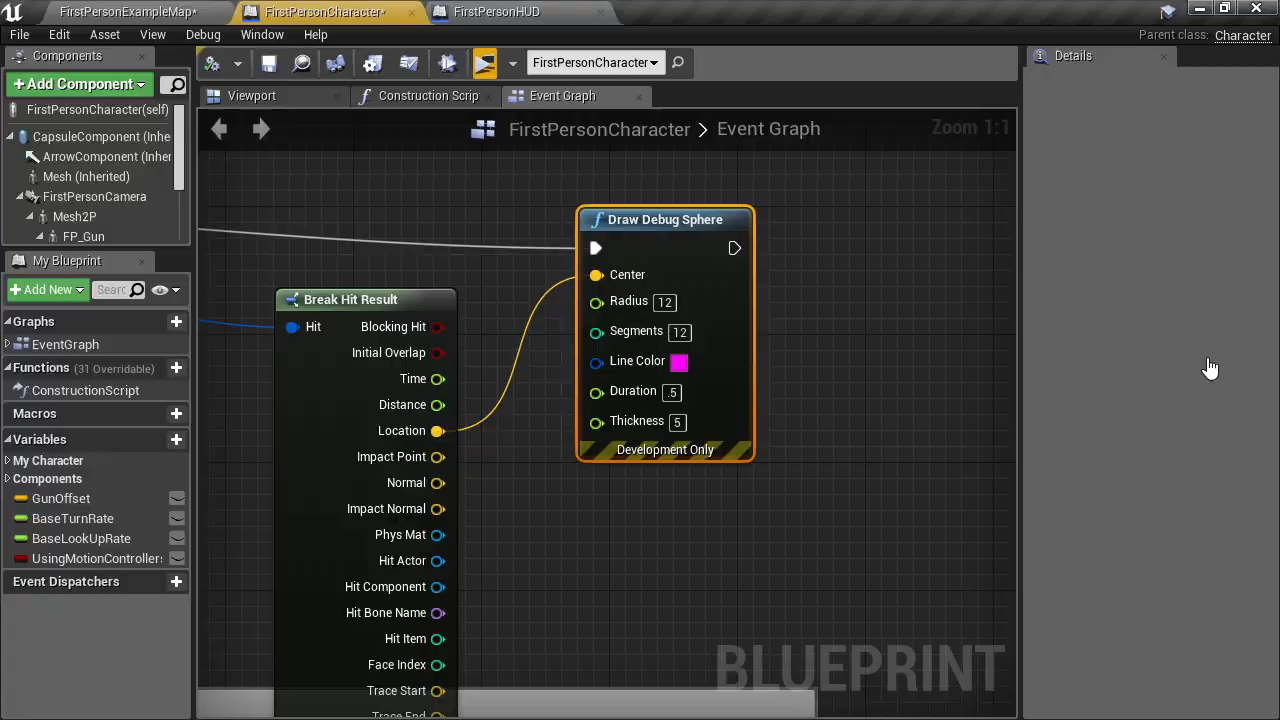 FirstPersonExampleMap*
FirstPersonCharacter*
FirstPersonHUD
File Edit Asset View Debug Window Help
Parent class: Character
Components
+Add Component
FirstPersonCharacter(self)
CapsuleComponent (Inhe
ArrowComponent (Inher
Mesh (Inherited)
FirstPersonCamera
Mesh2P
FP_Gun
My Blueprint
+Add New
Searc
Graphs
EventGraph
Functions (31 Overridable)
ConstructionScript
Macros
Variables
My Character
Components
GunOffset
BaseTurnRate
BaseLookUpRate
UsingMotionControllers
Event Dispatchers
FirstPersonCharacter
Viewport
Construction Scrip
Event Graph
FirstPersonCharacter > Event Graph
Zoom 1:1
Break Hit Result
Hit
Blocking Hit
Initial Overlap
Time
Distance
Location
Impact Point
Normal
Impact Normal
Phys Mat
Hit Actor
Hit Component
Hit Bone Name
Hit Item
Face Index
Trace Start
Trace End
Draw Debug Sphere
Center
Radius 12
Segments 12
Line Color
Duration .5
Thickness 5
Development Only
BLUEPRINT
Details